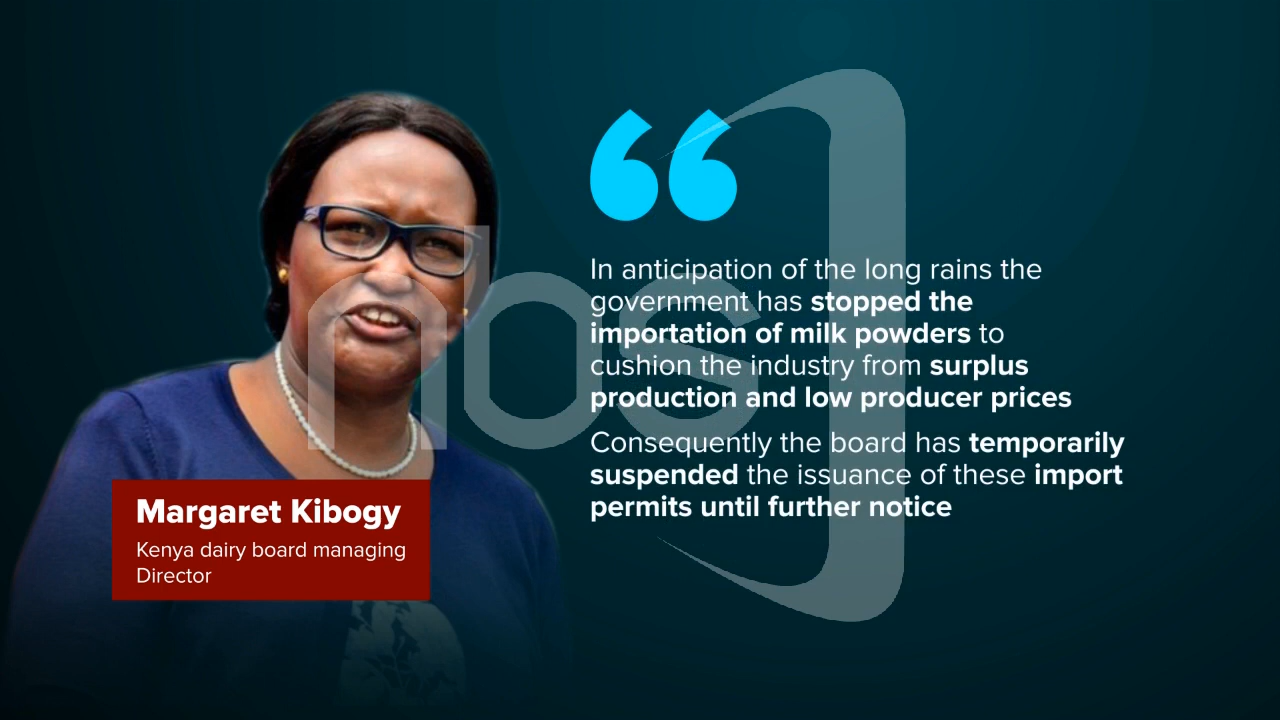 In anticipation of the long rains the
government has stopped the
importation of milk powders to
cushion the industry from surplus
production and low producer prices
Consequently the board has temporarily
suspended the issuance of these import
permits until further notice
Margaret Kibogy
Kenya dairy board managing
Director
nbs